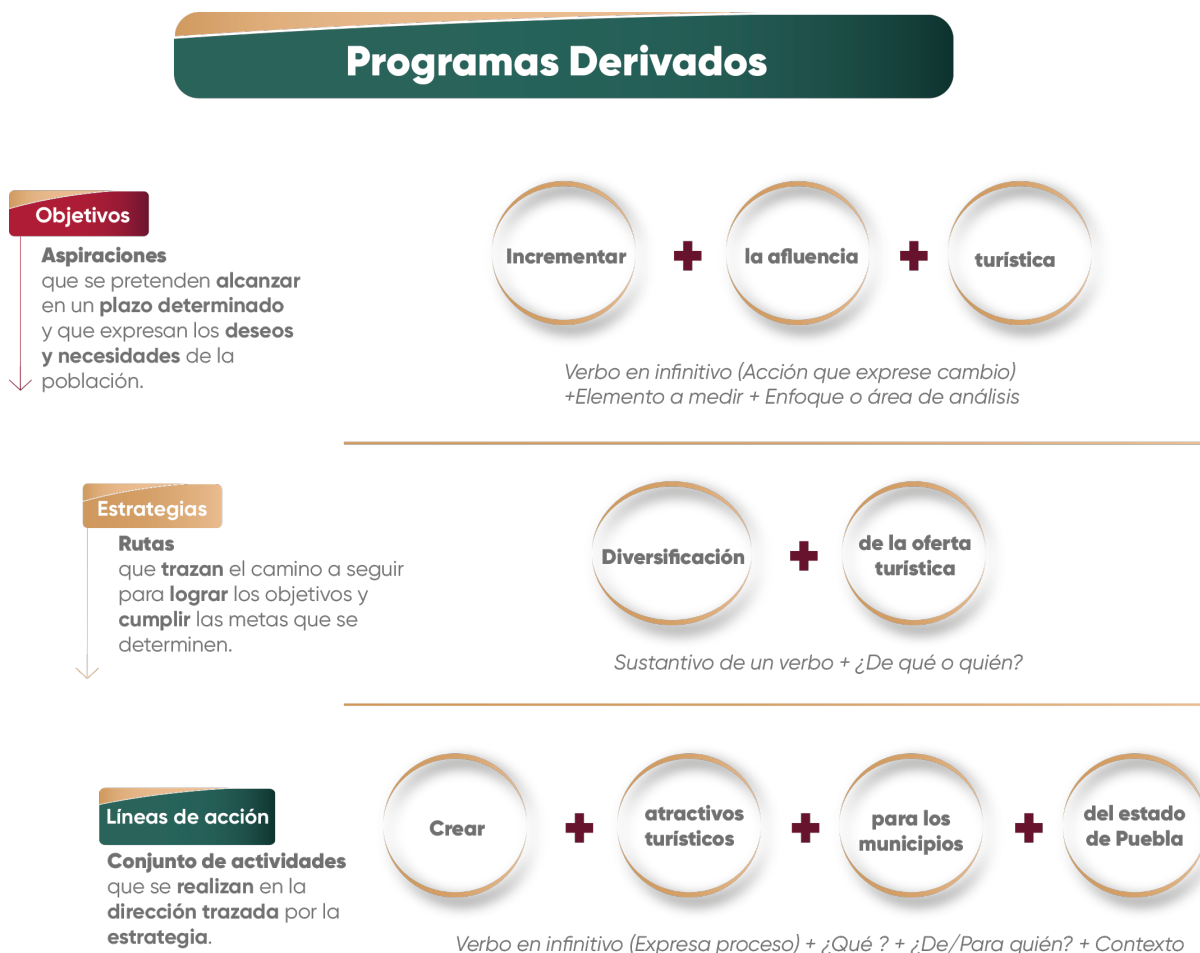 Programas Derivados
Objetivos
Aspiraciones
que se pretenden alcanzar
en un plazo determinado
y que expresan los deseos
y necesidades de la
población.
Incrementar + la afluencia + turística
Verbo en infinitivo (Acción que exprese cambio)
+Elemento a medir + Enfoque o área de análisis
Estrategias
Rutas
que trazan el camino a seguir
para lograr los objetivos y
cumplir las metas que se
determinen.
Diversificación + de la oferta
turística
Sustantivo de un verbo + ¿De qué o quién?
Líneas de acción
Conjunto de actividades
que se realizan en la
dirección trazada por la
estrategia.
Crear + atractivos
turísticos + para los
municipios + del estado
de Puebla
Verbo en infinitivo (Expresa proceso) + ¿Qué ? + ¿De/Para quién? + Contexto